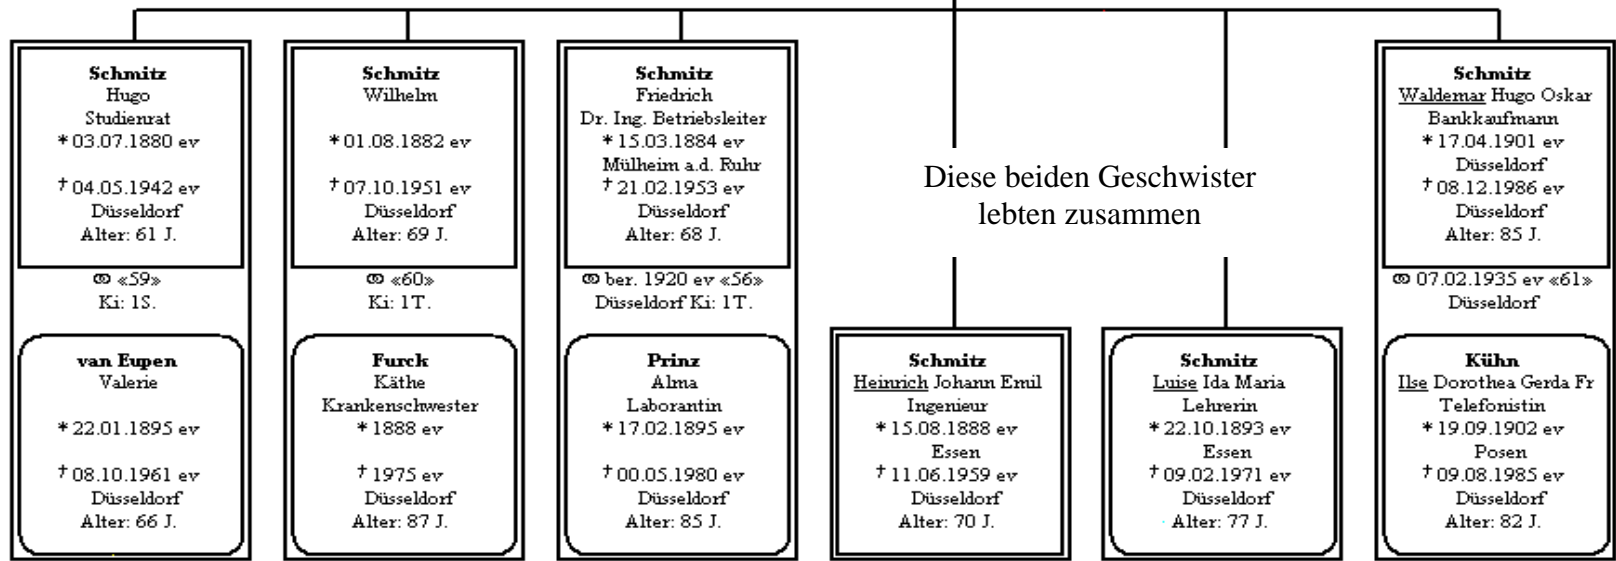 Schmitz
Hugo
Studienrat
* 03.07.1880 ev
† 04.05.1942 ev
Düsseldorf
Alter: 61 J.
⚭ «59»
Ki: 1S.
van Eupen
Valerie
* 22.01.1895 ev
† 08.10.1961 ev
Düsseldorf
Alter: 66 J.
Schmitz
Wilhelm
* 01.08.1882 ev
† 07.10.1951 ev
Düsseldorf
Alter: 69 J.
⚭ «60»
Ki: 1T.
Furck
Käthe
Krankenschwester
* 1888 ev
† 1975 ev
Düsseldorf
Alter: 87 J.
Schmitz
Friedrich
Dr. Ing. Betriebsleiter
* 15.03.1884 ev
Mülheim a.d. Ruhr
† 21.02.1953 ev
Düsseldorf
Alter: 68 J.
⚭ ber. 1920 ev «56»
Düsseldorf Ki: 1T.
Prinz
Alma
Laborantin
* 17.02.1895 ev
† 00.05.1980 ev
Düsseldorf
Alter: 85 J.
Diese beiden Geschwister
lebten zusammen
Schmitz
Heinrich Johann Emil
Ingenieur
* 15.08.1888 ev
Essen
† 11.06.1959 ev
Düsseldorf
Alter: 70 J.
Schmitz
Luise Ida Maria
Lehrerin
* 22.10.1893 ev
Essen
† 09.02.1971 ev
Düsseldorf
Alter: 77 J.
Schmitz
Waldemar Hugo Oskar
Bankkaufmann
* 17.04.1901 ev
Düsseldorf
† 08.12.1986 ev
Düsseldorf
Alter: 85 J.
⚭ 07.02.1935 ev «61»
Düsseldorf
Kühn
Ilse Dorothea Gerda Fr
Telefonistin
* 19.09.1902 ev
Posen
† 09.08.1985 ev
Düsseldorf
Alter: 82 J.